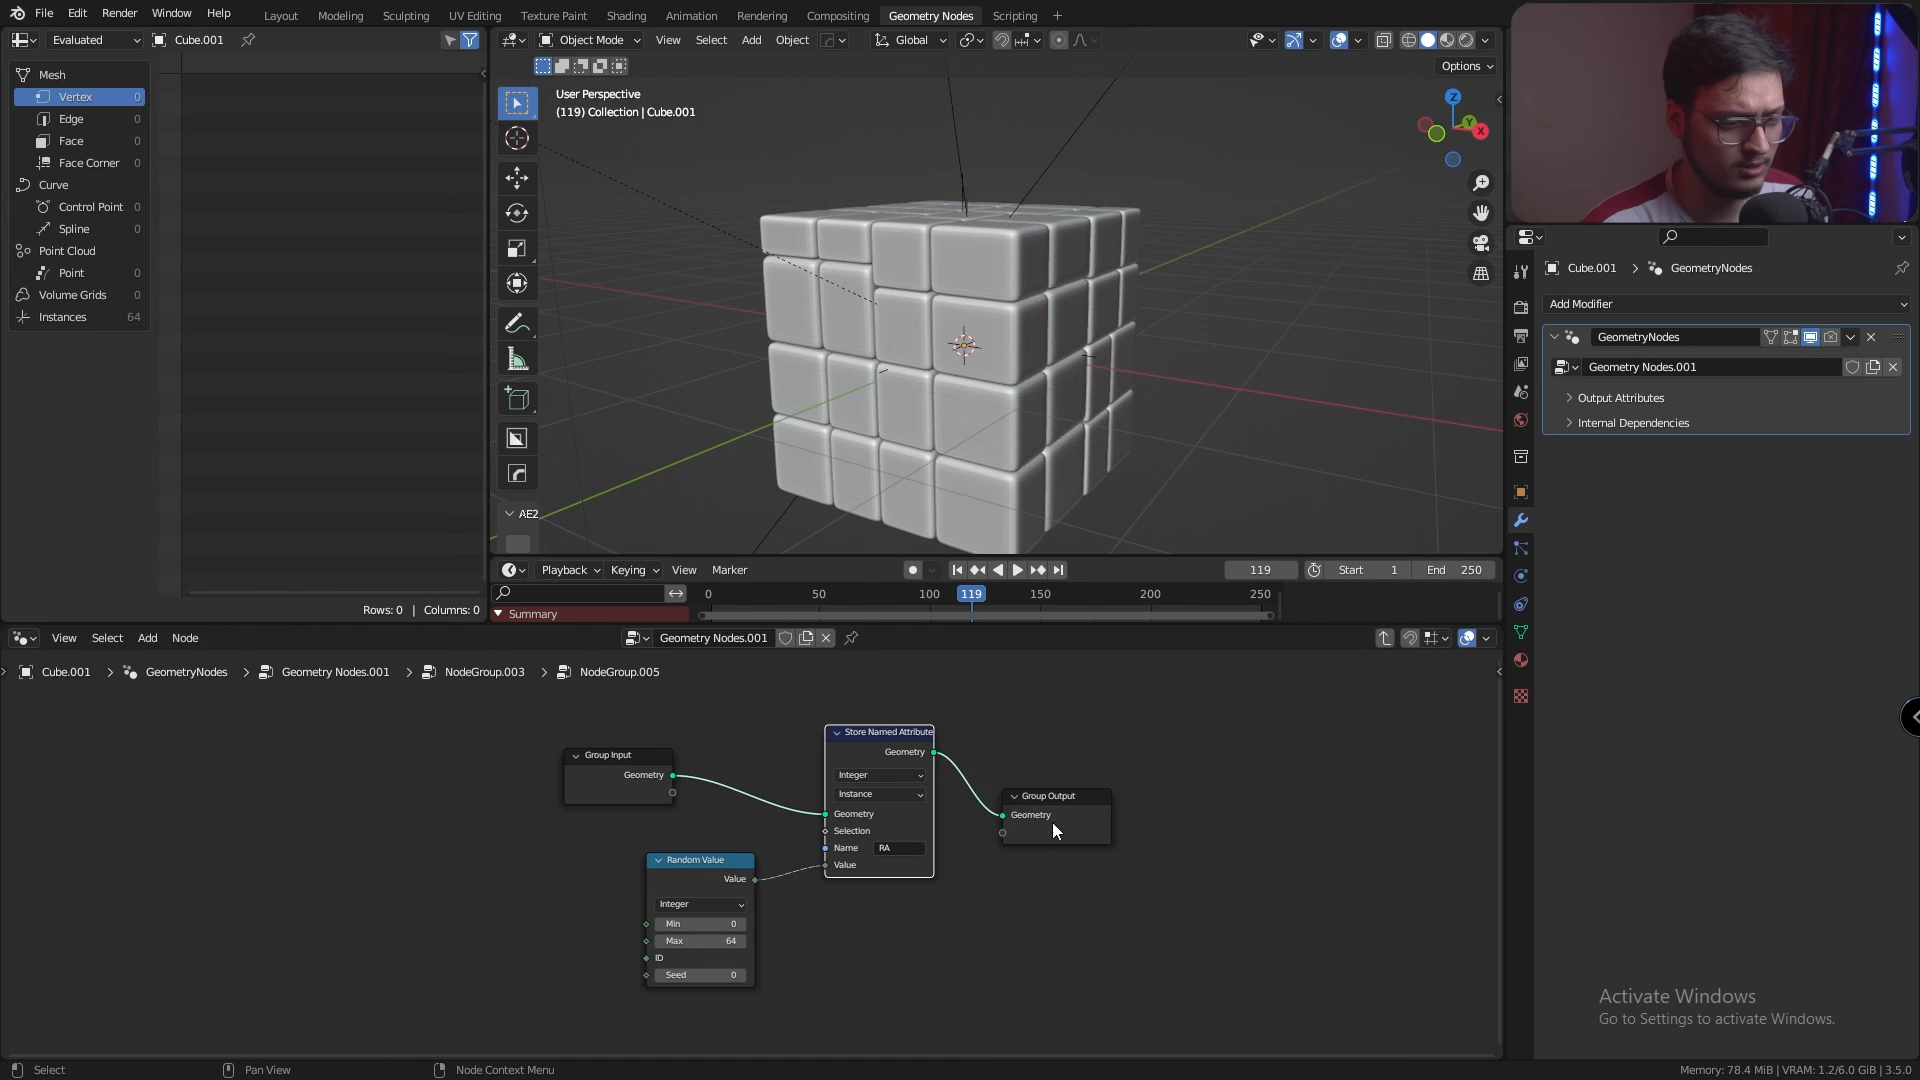 File Edit Render Window Help Layout Modeling Sculpting UV Editing Texture Paint Shading Animation Rendering Compositing Geometry Nodes Scripting +
Evaluated Cube.001
Object Mode View Select Add Object Global
Options
Mesh
Vertex 0
Edge 0
Face 0
Face Corner 0
Curve
Control Point 0
Spline 0
Point Cloud
Point 0
Volume Grids 0
Instances 64
Rows: 0 | Columns: 0
User Perspective
(119) Collection | Cube.001
Z
Y
X
AE2
Playback Keying View Marker 119 Start 1 End 250
0 50 100 119 150 200 250
Summary
Cube.001 > GeometryNodes
Add Modifier
GeometryNodes
Geometry Nodes.001
> Output Attributes
> Internal Dependencies
View Select Add Node Geometry Nodes.001
Cube.001 > GeometryNodes > Geometry Nodes.001 > NodeGroup.003 > NodeGroup.005
Group Input
Geometry
Random Value
Value
Integer
Min 0
Max 64
ID
Seed 0
Store Named Attribute
Geometry
Integer
Instance
Geometry
Selection
Name RA
Value
Group Output
Geometry
Activate Windows
Go to Settings to activate Windows.
Select Pan View Node Context Menu Memory: 78.4 MiB | VRAM: 1.2/6.0 GiB | 3.5.0